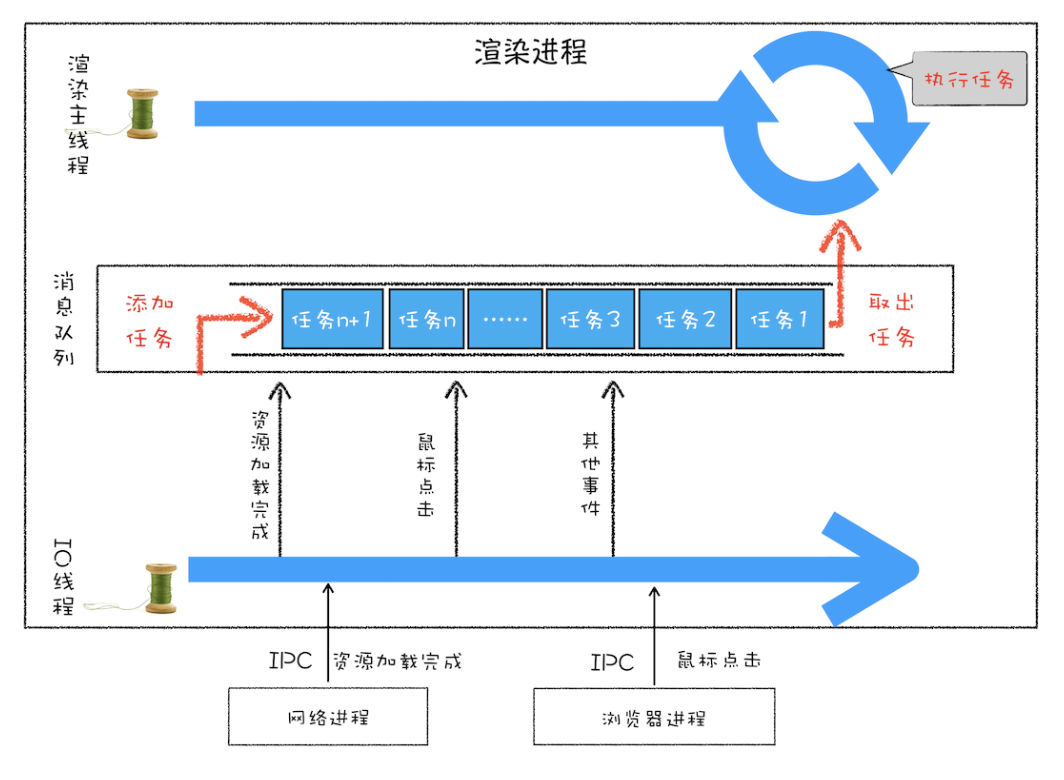 渲染进程
渲染主线程
执行任务
消息队列
添加
任务
任务n+1
任务n
……
任务3
任务2
任务1
取出
任务
资源加载完成
鼠标点击
其他事件
IO线程
IPC 资源加载完成
IPC 鼠标点击
网络进程
浏览器进程